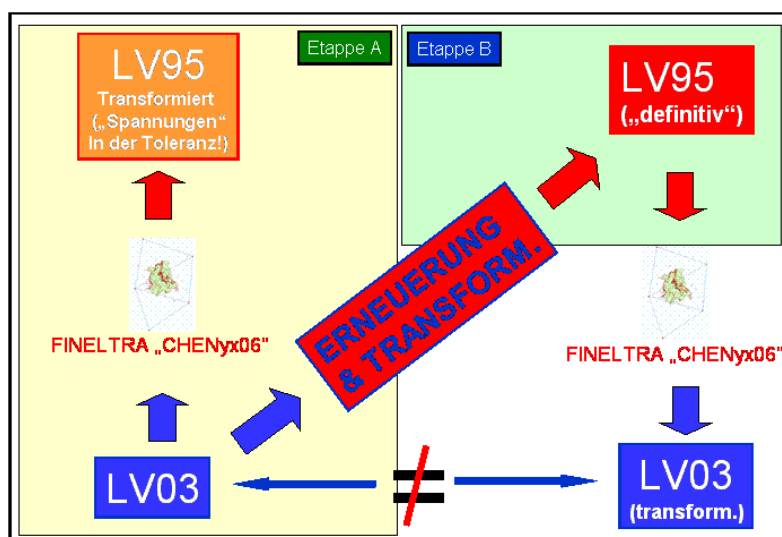 Etappe A
Etappe B
LV95
Transformiert
(„Spannungen“
In der Toleranz!)
LV95
(„definitiv“)
ERNEUERUNG
& TRANSFORM.
FINELTRA „CHENyx06"
FINELTRA „CHENyx06"
LV03
LV03
(transform.)